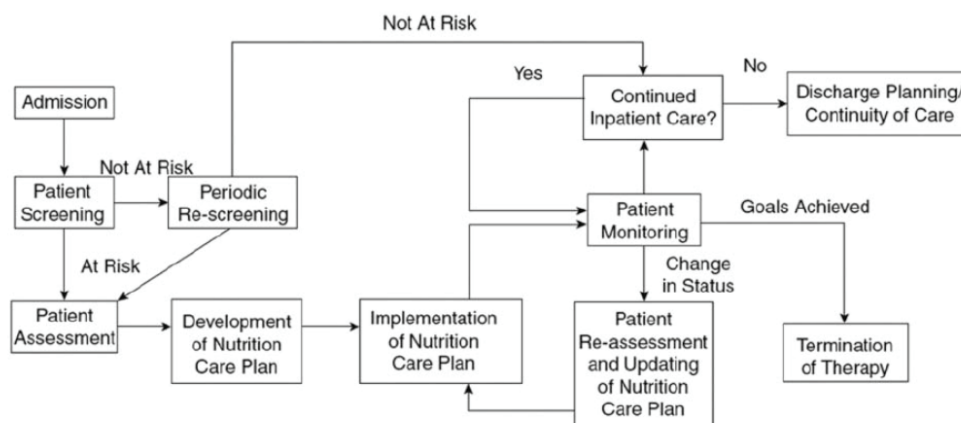 Not At Risk
Yes
No
Admission
Continued
Inpatient Care?
Discharge Planning/
Continuity of Care
Not At Risk
Patient
Screening
Periodic
Re-screening
Patient
Monitoring
Goals Achieved
At Risk
Change
in Status
Patient
Assessment
Development
of Nutrition
Care Plan
Implementation
of Nutrition
Care Plan
Patient
Re-assessment
and Updating
of Nutrition
Care Plan
Termination
of Therapy